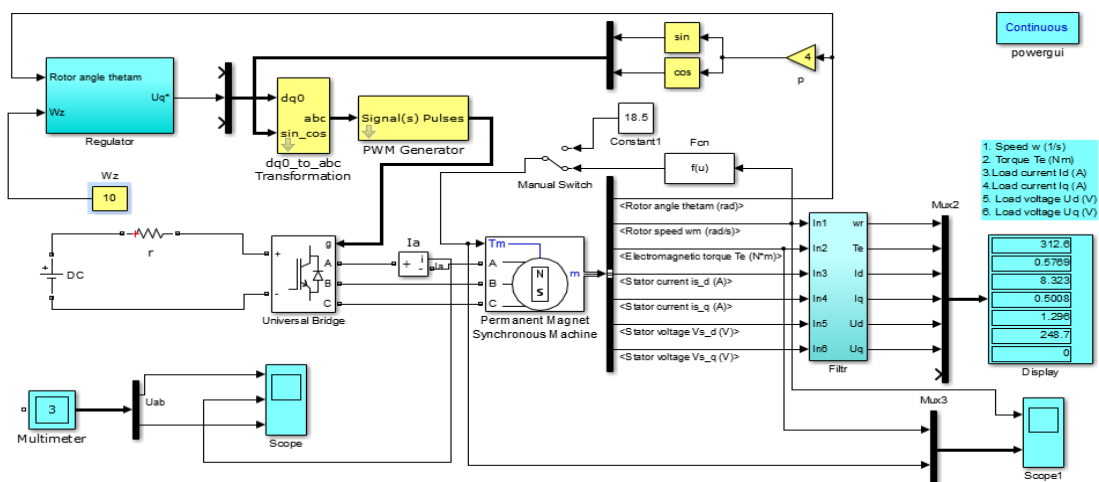 Continuous
powergui
Rotor angle thetam
Uq*
Wz
Regulator
dq0
abc
sin_cos
dq0_to_abc
Transformation
Signal(s) Pulses
PWM Generator
sin
cos
4
p
18.5
Constant1
Manual Switch
Fcn
f(u)
Wz
10
r
DC
+
-
g
A
B
C
Universal Bridge
Ia
+
-
i
Ia
Tm
A
B
C
N
S
m
Permanent Magnet
Synchronous Machine
<Rotor angle thetam (rad)>
<Rotor speed wm (rad/s)>
<Electromagnetic torque Te (N*m)>
<Stator current is_d (A)>
<Stator current is_q (A)>
<Stator voltage Vs_d (V)>
<Stator voltage Vs_q (V)>
In1
wr
In2
Te
In3
Id
In4
Iq
In5
Ud
In6
Uq
Filtr
Mux2
1. Speed w (1/s)
2. Torque Te (Nm)
3.Load current Id (A)
4.Load current Iq (A)
5. Load voltage Ud (V)
6. Load voltage Uq (V)
312.6
0.5769
8.323
0.5008
1.296
248.7
0
Display
3
Multimeter
Uab
Scope
Mux3
Scope1